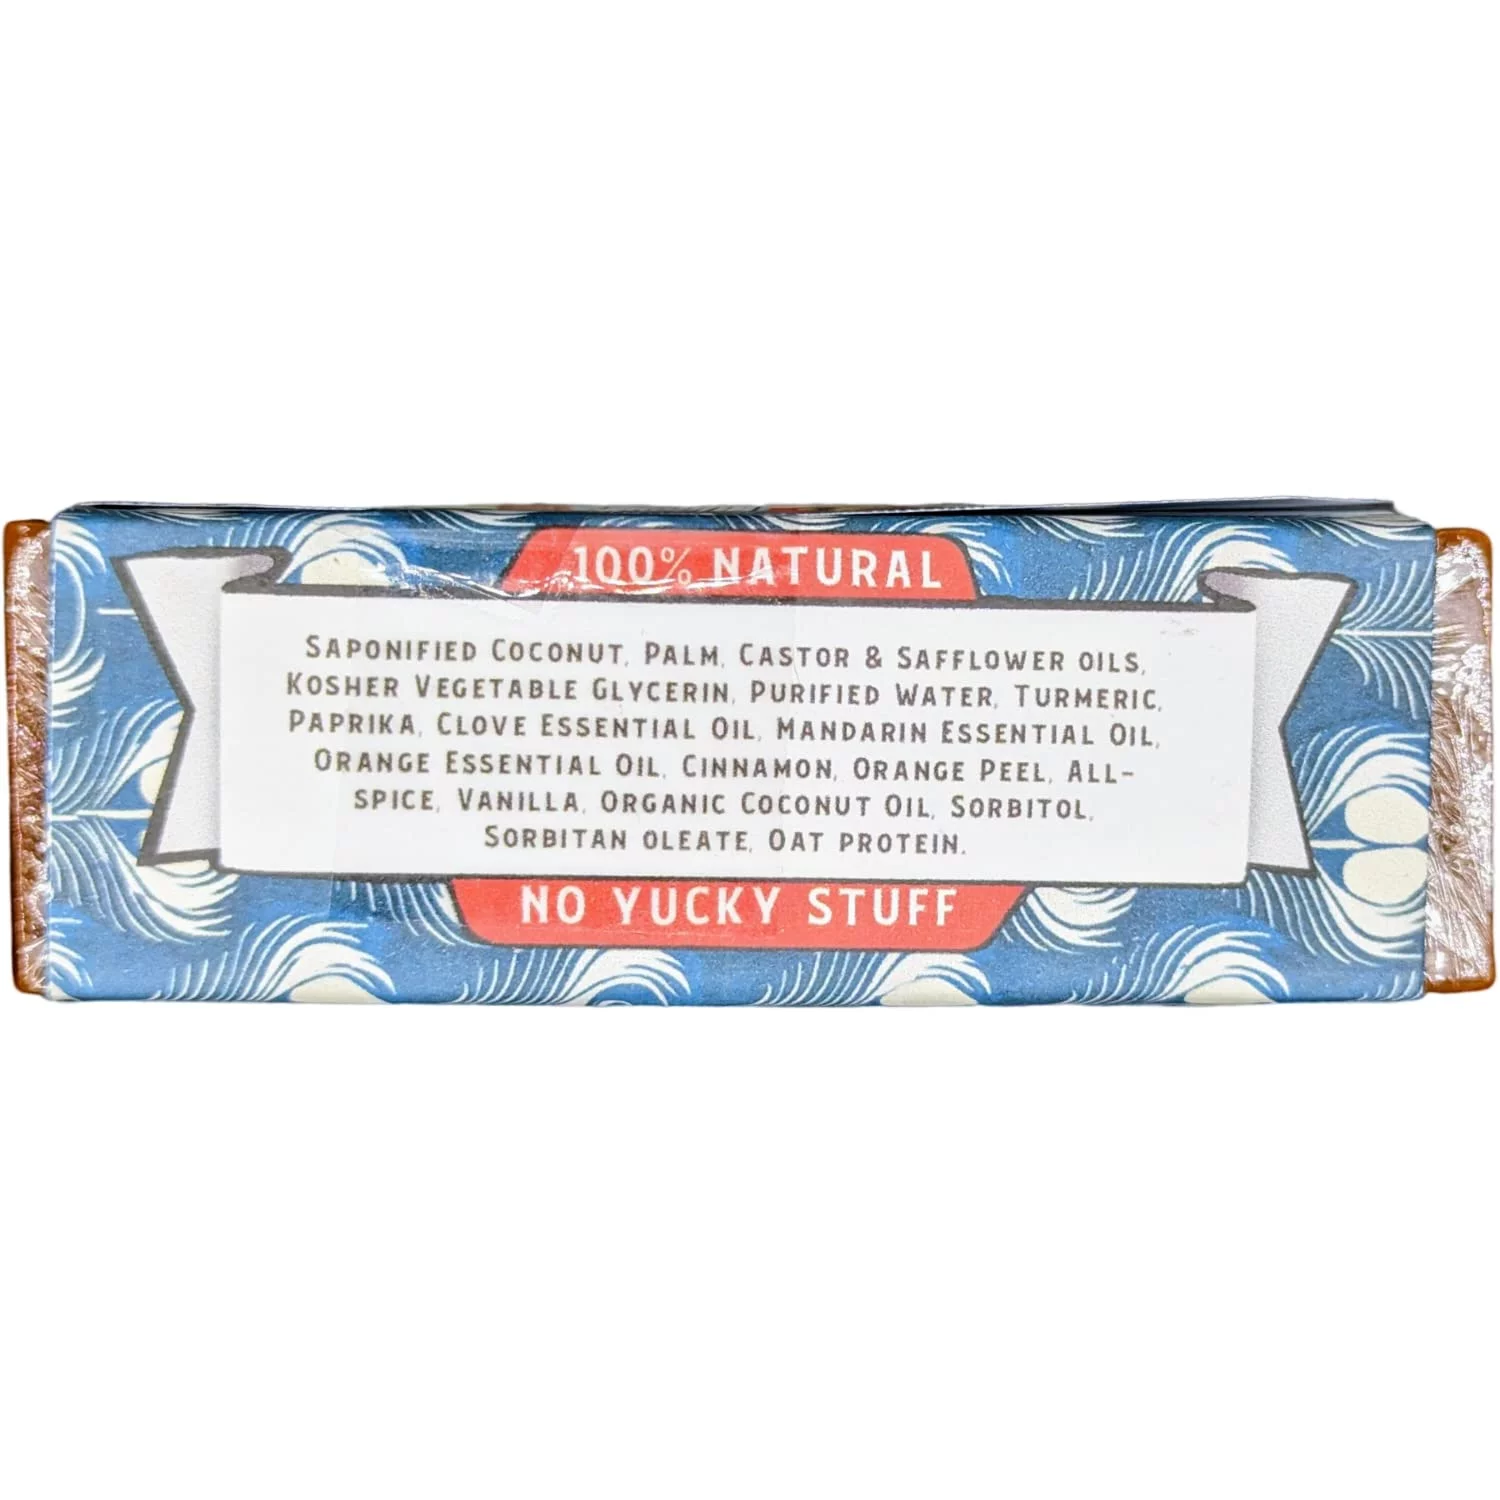 100% NATURAL
SAPONIFIED COCONUT, PALM, CASTOR & SAFFLOWER OILS,
KOSHER VEGETABLE GLYCERIN, PURIFIED WATER, TURMERIC,
PAPRIKA, CLOVE ESSENTIAL OIL, MANDARIN ESSENTIAL OIL,
ORANGE ESSENTIAL OIL, CINNAMON, ORANGE PEEL, ALL-
SPICE, VANILLA, ORGANIC COCONUT OIL, SORBITOL,
SORBITAN OLEATE, OAT PROTEIN.
NO YUCKY STUFF